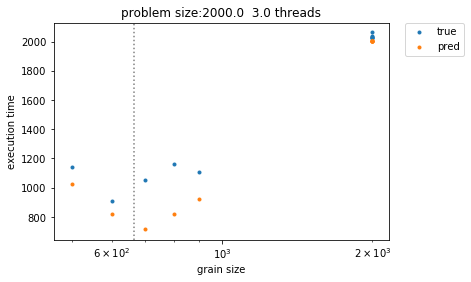 problem size:2000.0  3.0 threads
true
pred
execution time
2000
1800
1600
1400
1200
1000
800
6 × 10²
10³
2 × 10³
grain size